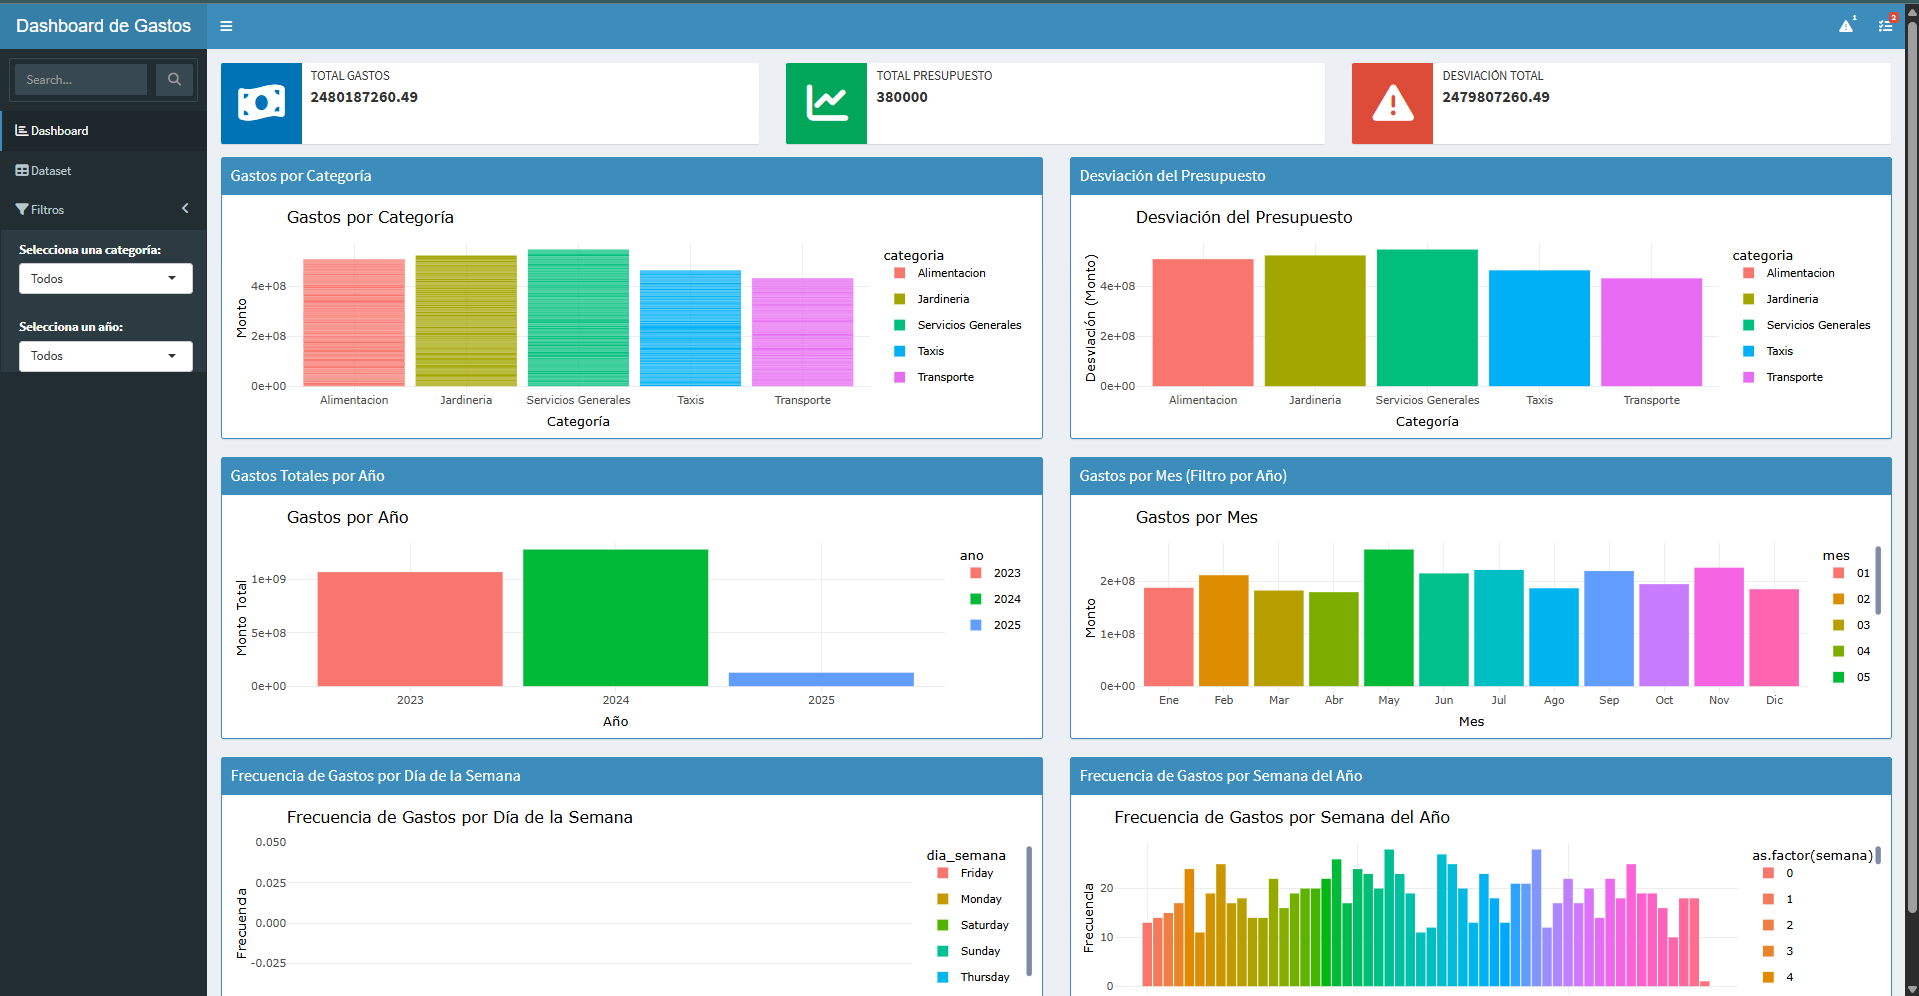 Dashboard de Gastos
1
2
Search...
Dashboard
Dataset
Filtros
Selecciona una categoría:
Todos
Selecciona un año:
Todos
TOTAL GASTOS
2480187260.49
TOTAL PRESUPUESTO
380000
DESVIACIÓN TOTAL
2479807260.49
Gastos por Categoría
Gastos por Categoría
Monto
4e+08
2e+08
0e+00
Alimentacion
Jardineria
Servicios Generales
Taxis
Transporte
Categoría
categoria
Alimentacion
Jardineria
Servicios Generales
Taxis
Transporte
Desviación del Presupuesto
Desviación del Presupuesto
Desviación (Monto)
4e+08
2e+08
0e+00
Alimentacion
Jardineria
Servicios Generales
Taxis
Transporte
Categoría
categoria
Alimentacion
Jardineria
Servicios Generales
Taxis
Transporte
Gastos Totales por Año
Gastos por Año
Monto Total
1e+09
5e+08
0e+00
2023
2024
2025
Año
ano
2023
2024
2025
Gastos por Mes (Filtro por Año)
Gastos por Mes
Monto
2e+08
1e+08
0e+00
Ene
Feb
Mar
Abr
May
Jun
Jul
Ago
Sep
Oct
Nov
Dic
Mes
mes
01
02
03
04
05
Frecuencia de Gastos por Día de la Semana
Frecuencia de Gastos por Día de la Semana
Frecuencia
0.050
0.025
0.000
-0.025
dia_semana
Friday
Monday
Saturday
Sunday
Thursday
Frecuencia de Gastos por Semana del Año
Frecuencia de Gastos por Semana del Año
Frecuencia
20
10
0
as.factor(semana)
0
1
2
3
4